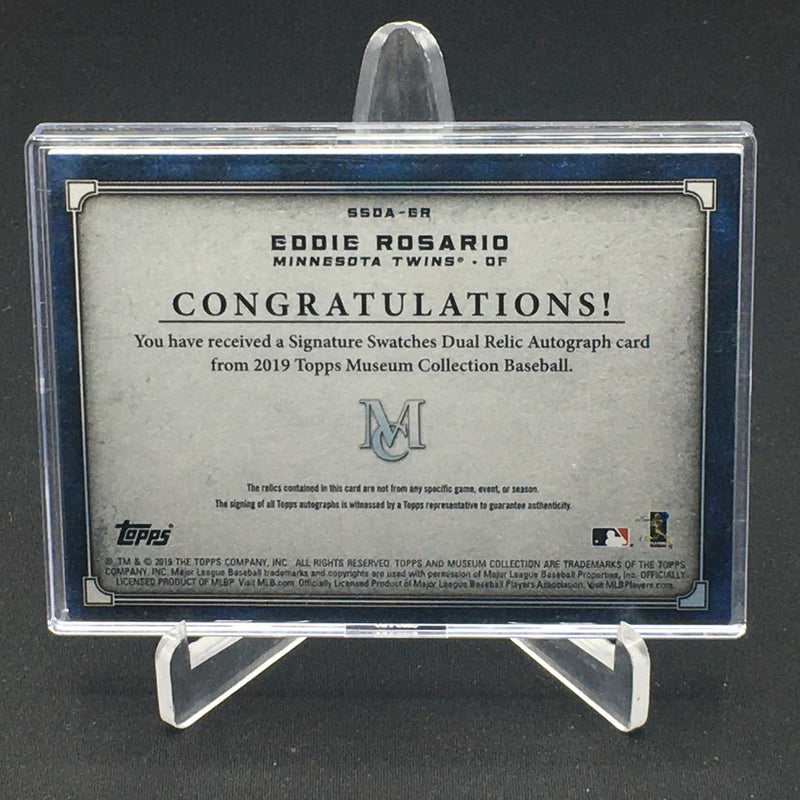 SSDA-ER
EDDIE ROSARIO
MINNESOTA TWINS® • OF
CONGRATULATIONS!
You have received a Signature Swatches Dual Relic Autograph card
from 2019 Topps Museum Collection Baseball.
MC
The relics contained in this card are not from any specific game, event, or season.
The signing of all Topps autographs is witnessed by a Topps representative to guarantee authenticity.
Topps
®, TM & © 2019 THE TOPPS COMPANY, INC. ALL RIGHTS RESERVED. TOPPS AND MUSEUM COLLECTION ARE TRADEMARKS OF THE TOPPS
COMPANY, INC. Major League Baseball trademarks and copyrights are used with permission of Major League Baseball Properties, Inc. OFFICIALLY
LICENSED PRODUCT OF MLBP. Visit MLB.com. Officially Licensed Product of Major League Baseball Players Association. Visit MLBPlayers.com.